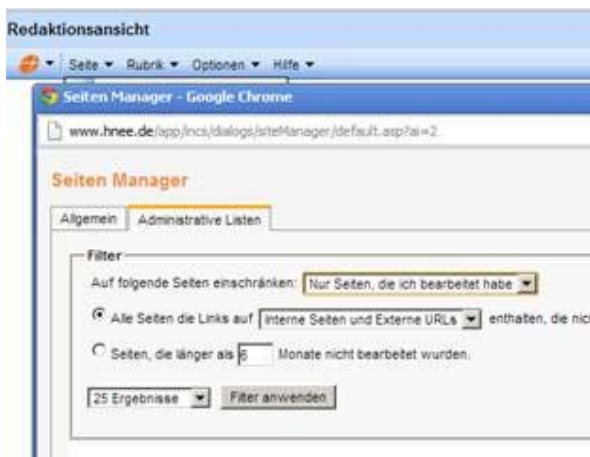 Redaktionsansicht
Seite Rubrik Optionen Hilfe
Seiten Manager - Google Chrome
www.hnee.de/app/incs/dialogs/siteManager/default.asp?ai=2
Seiten Manager
Allgemein Administrative Listen
Filter
Auf folgende Seiten einschränken: Nur Seiten, die ich bearbeitet habe
Alle Seiten die Links auf Interne Seiten und Externe URLs enthalten, die nic
Seiten, die länger als 6 Monate nicht bearbeitet wurden.
25 Ergebnisse Filter anwenden